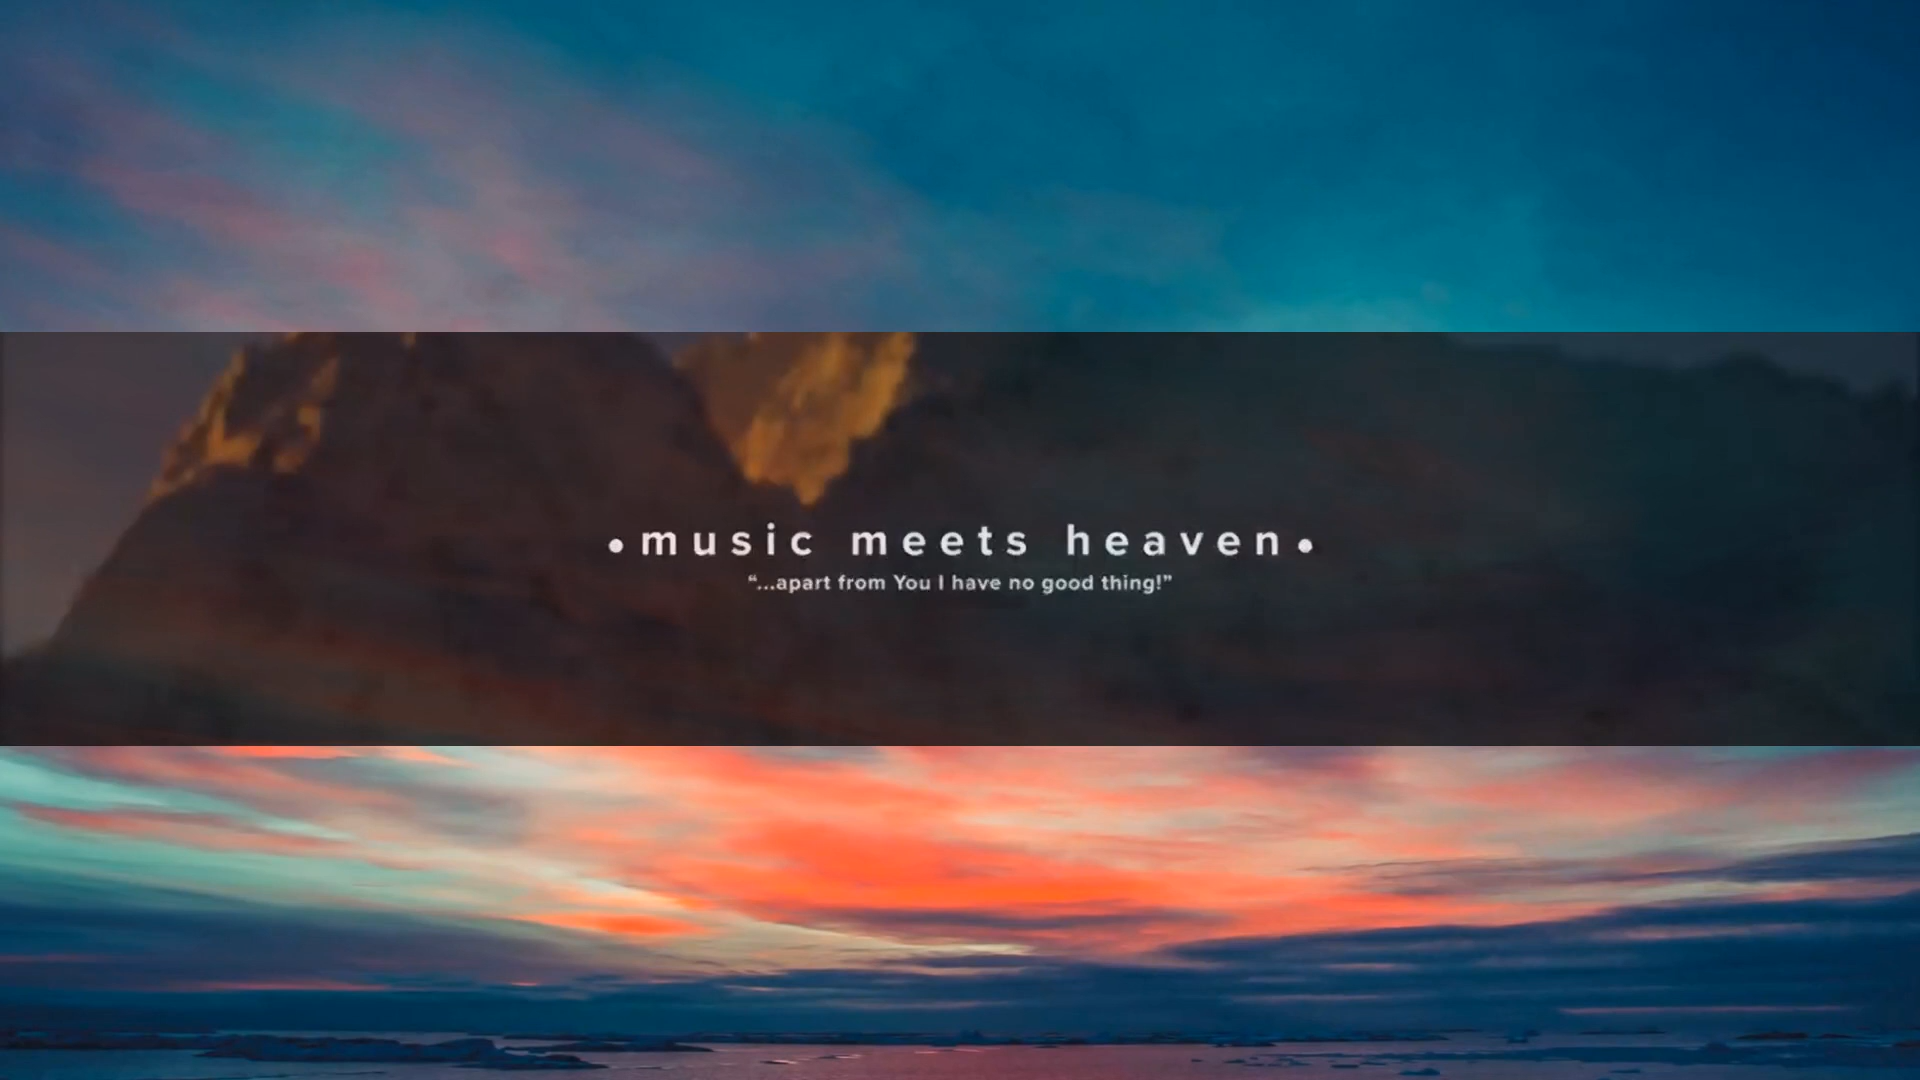 •music meets heaven•
“...apart from You I have no good thing!”